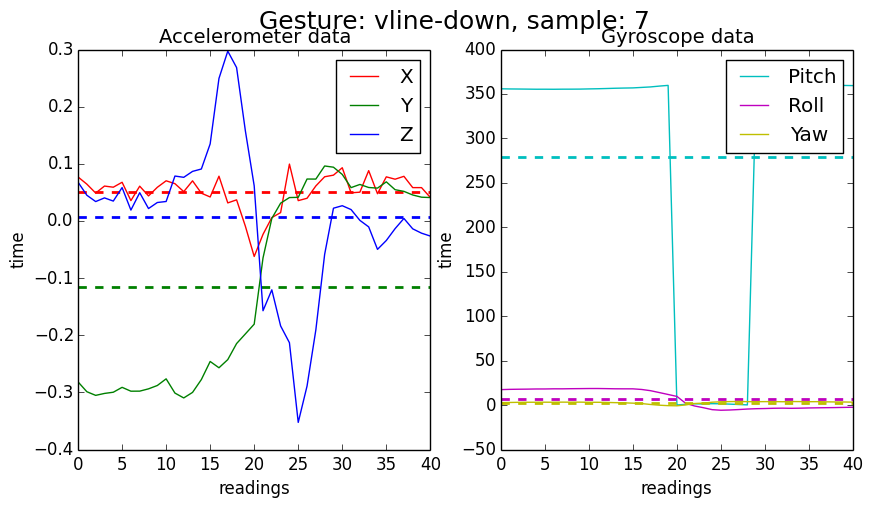 Gesture: vline-down, sample: 7
Accelerometer data
0.3
0.2
0.1
0.0
−0.1
−0.2
−0.3
−0.4
time
X
Y
Z
0 5 10 15 20 25 30 35 40
readings
Gyroscope data
400
350
300
250
200
150
100
50
0
−50
time
Pitch
Roll
Yaw
0 5 10 15 20 25 30 35 40
readings